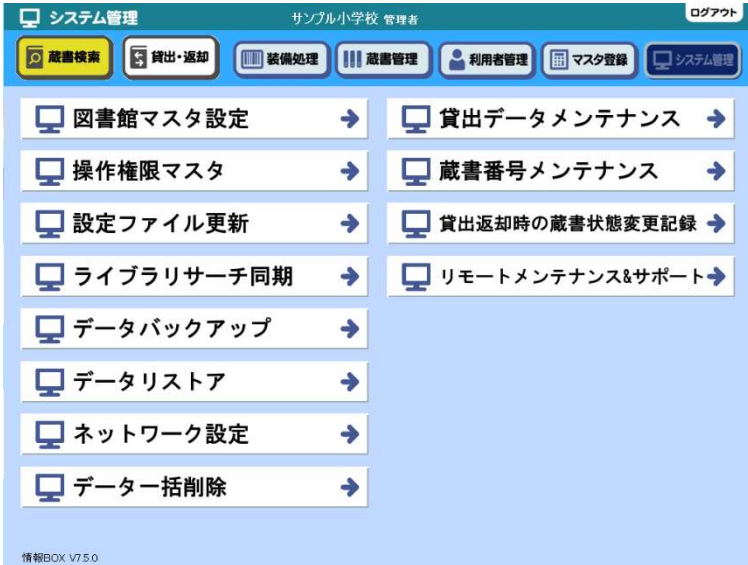 システム管理
サンプル小学校 管理者
ログアウト
蔵書検索
貸出・返却
装備処理
蔵書管理
利用者管理
マスタ登録
システム管理
図書館マスタ設定
操作権限マスタ
設定ファイル更新
ライブラリサーチ同期
データバックアップ
データリストア
ネットワーク設定
データ一括削除
貸出データメンテナンス
蔵書番号メンテナンス
貸出返却時の蔵書状態変更記録
リモートメンテナンス&サポート
情報BOX V7.5.0